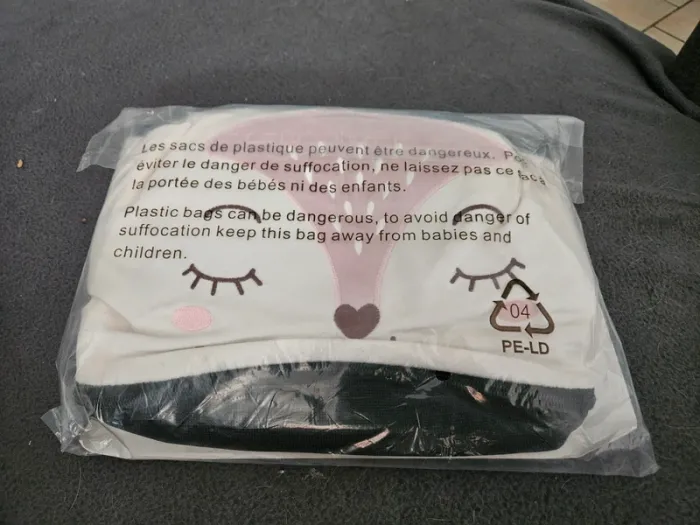 Les sacs de plastique peuvent être dangereux.
éviter le danger de suffocation, ne laissez pas ce
la portée des bébés ni des enfants.
Plastic bags can be dangerous, to avoid danger of
suffocation keep this bag away from babies and
children.
04
PE-LD